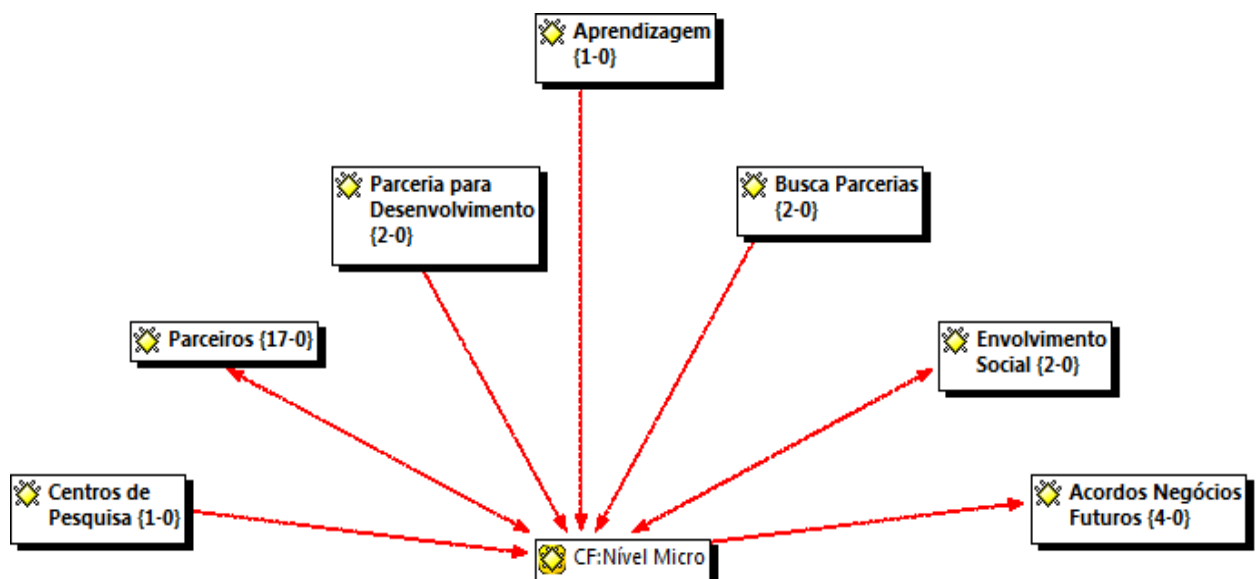 Aprendizagem
{1-0}
Parceria para
Desenvolvimento
{2-0}
Busca Parcerias
{2-0}
Parceiros {17-0}
Envolvimento
Social {2-0}
Centros de
Pesquisa {1-0}
Acordos Negócios
Futuros {4-0}
CF:Nível Micro